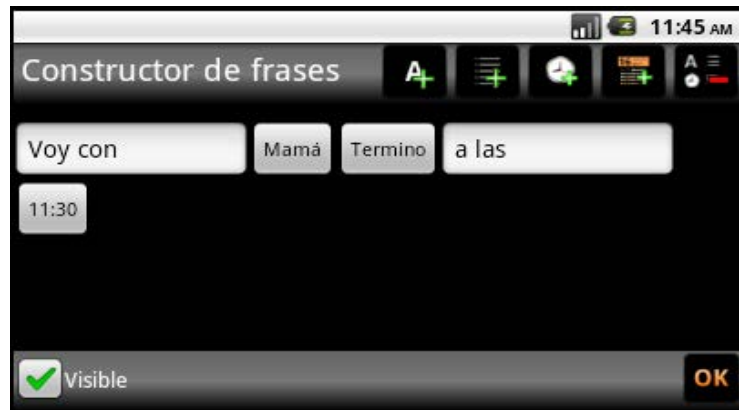 11:45 AM
Constructor de frases
A
A
Voy con Mamá Termino a las
11:30
Visible
OK